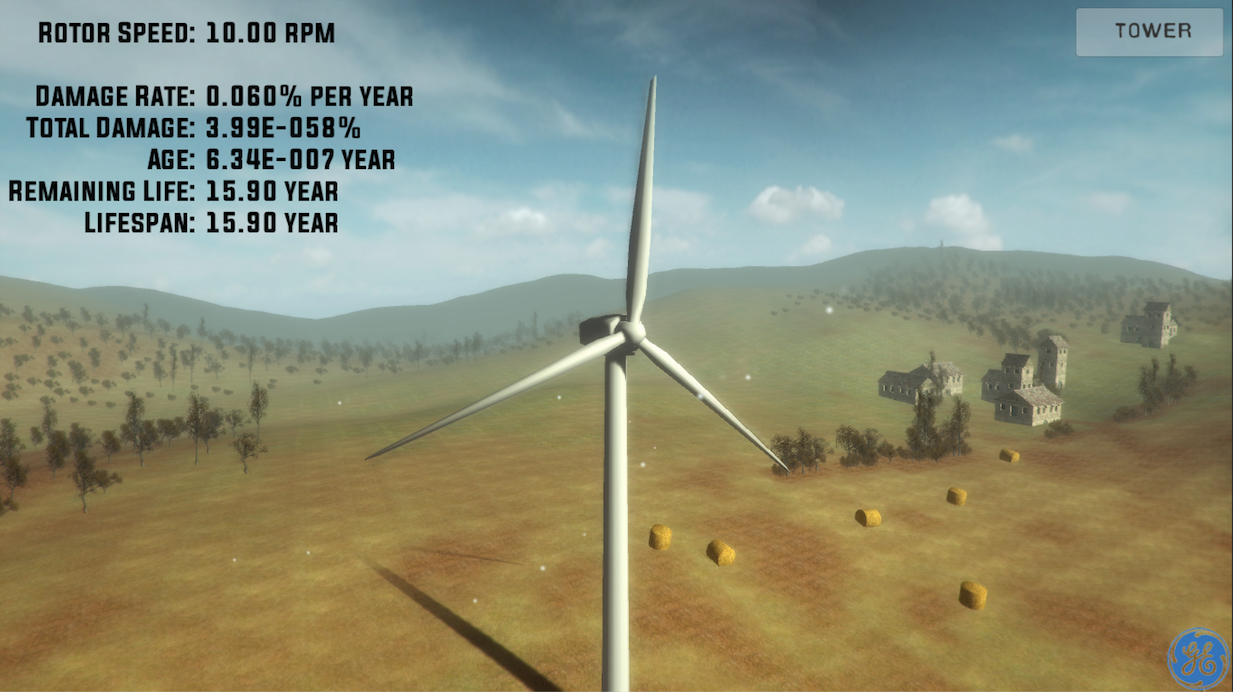 ROTOR SPEED: 10.00 RPM
TOWER
DAMAGE RATE: 0.060% PER YEAR
TOTAL DAMAGE: 3.99E-058%
AGE: 6.34E-007 YEAR
REMAINING LIFE: 15.90 YEAR
LIFESPAN: 15.90 YEAR
GE